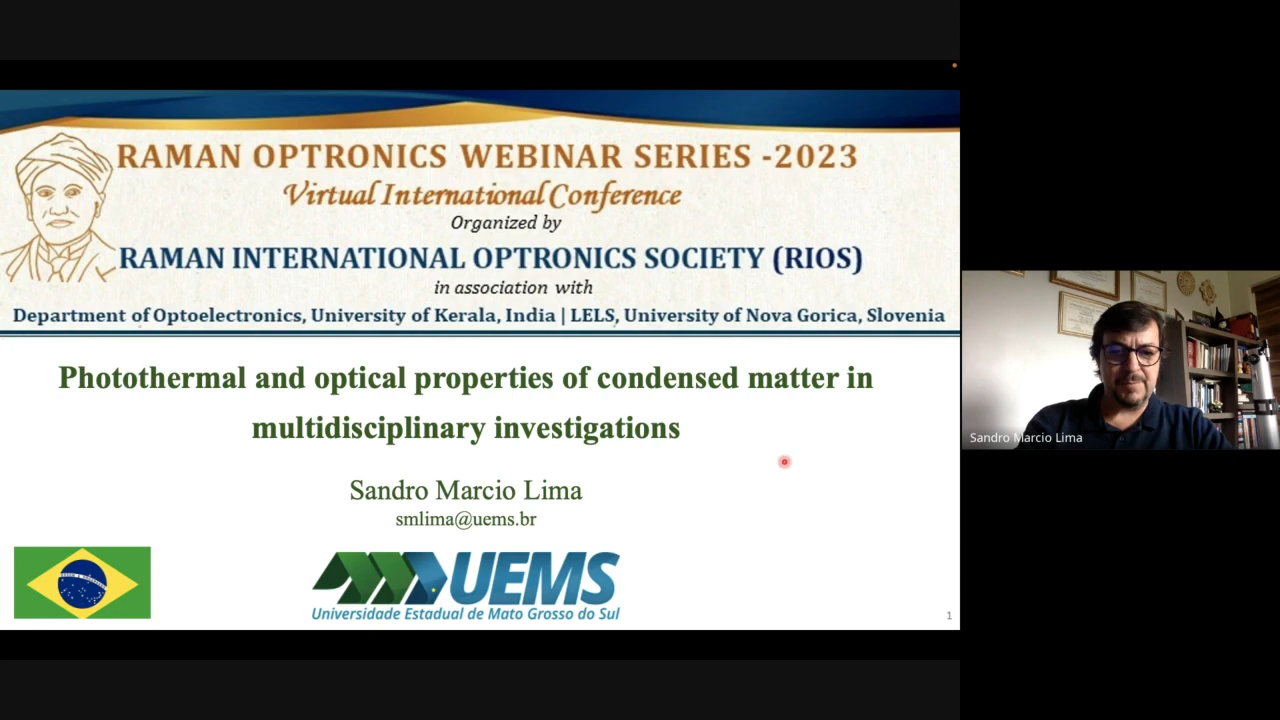 RAMAN OPTRONICS WEBINAR SERIES -2023
Virtual International Conference
Organized by
RAMAN INTERNATIONAL OPTRONICS SOCIETY (RIOS)
in association with
Department of Optoelectronics, University of Kerala, India | LELS, University of Nova Gorica, Slovenia
Photothermal and optical properties of condensed matter in
multidisciplinary investigations
Sandro Marcio Lima
smlima@uems.br
UEMS
Universidade Estadual de Mato Grosso do Sul
1
Sandro Marcio Lima